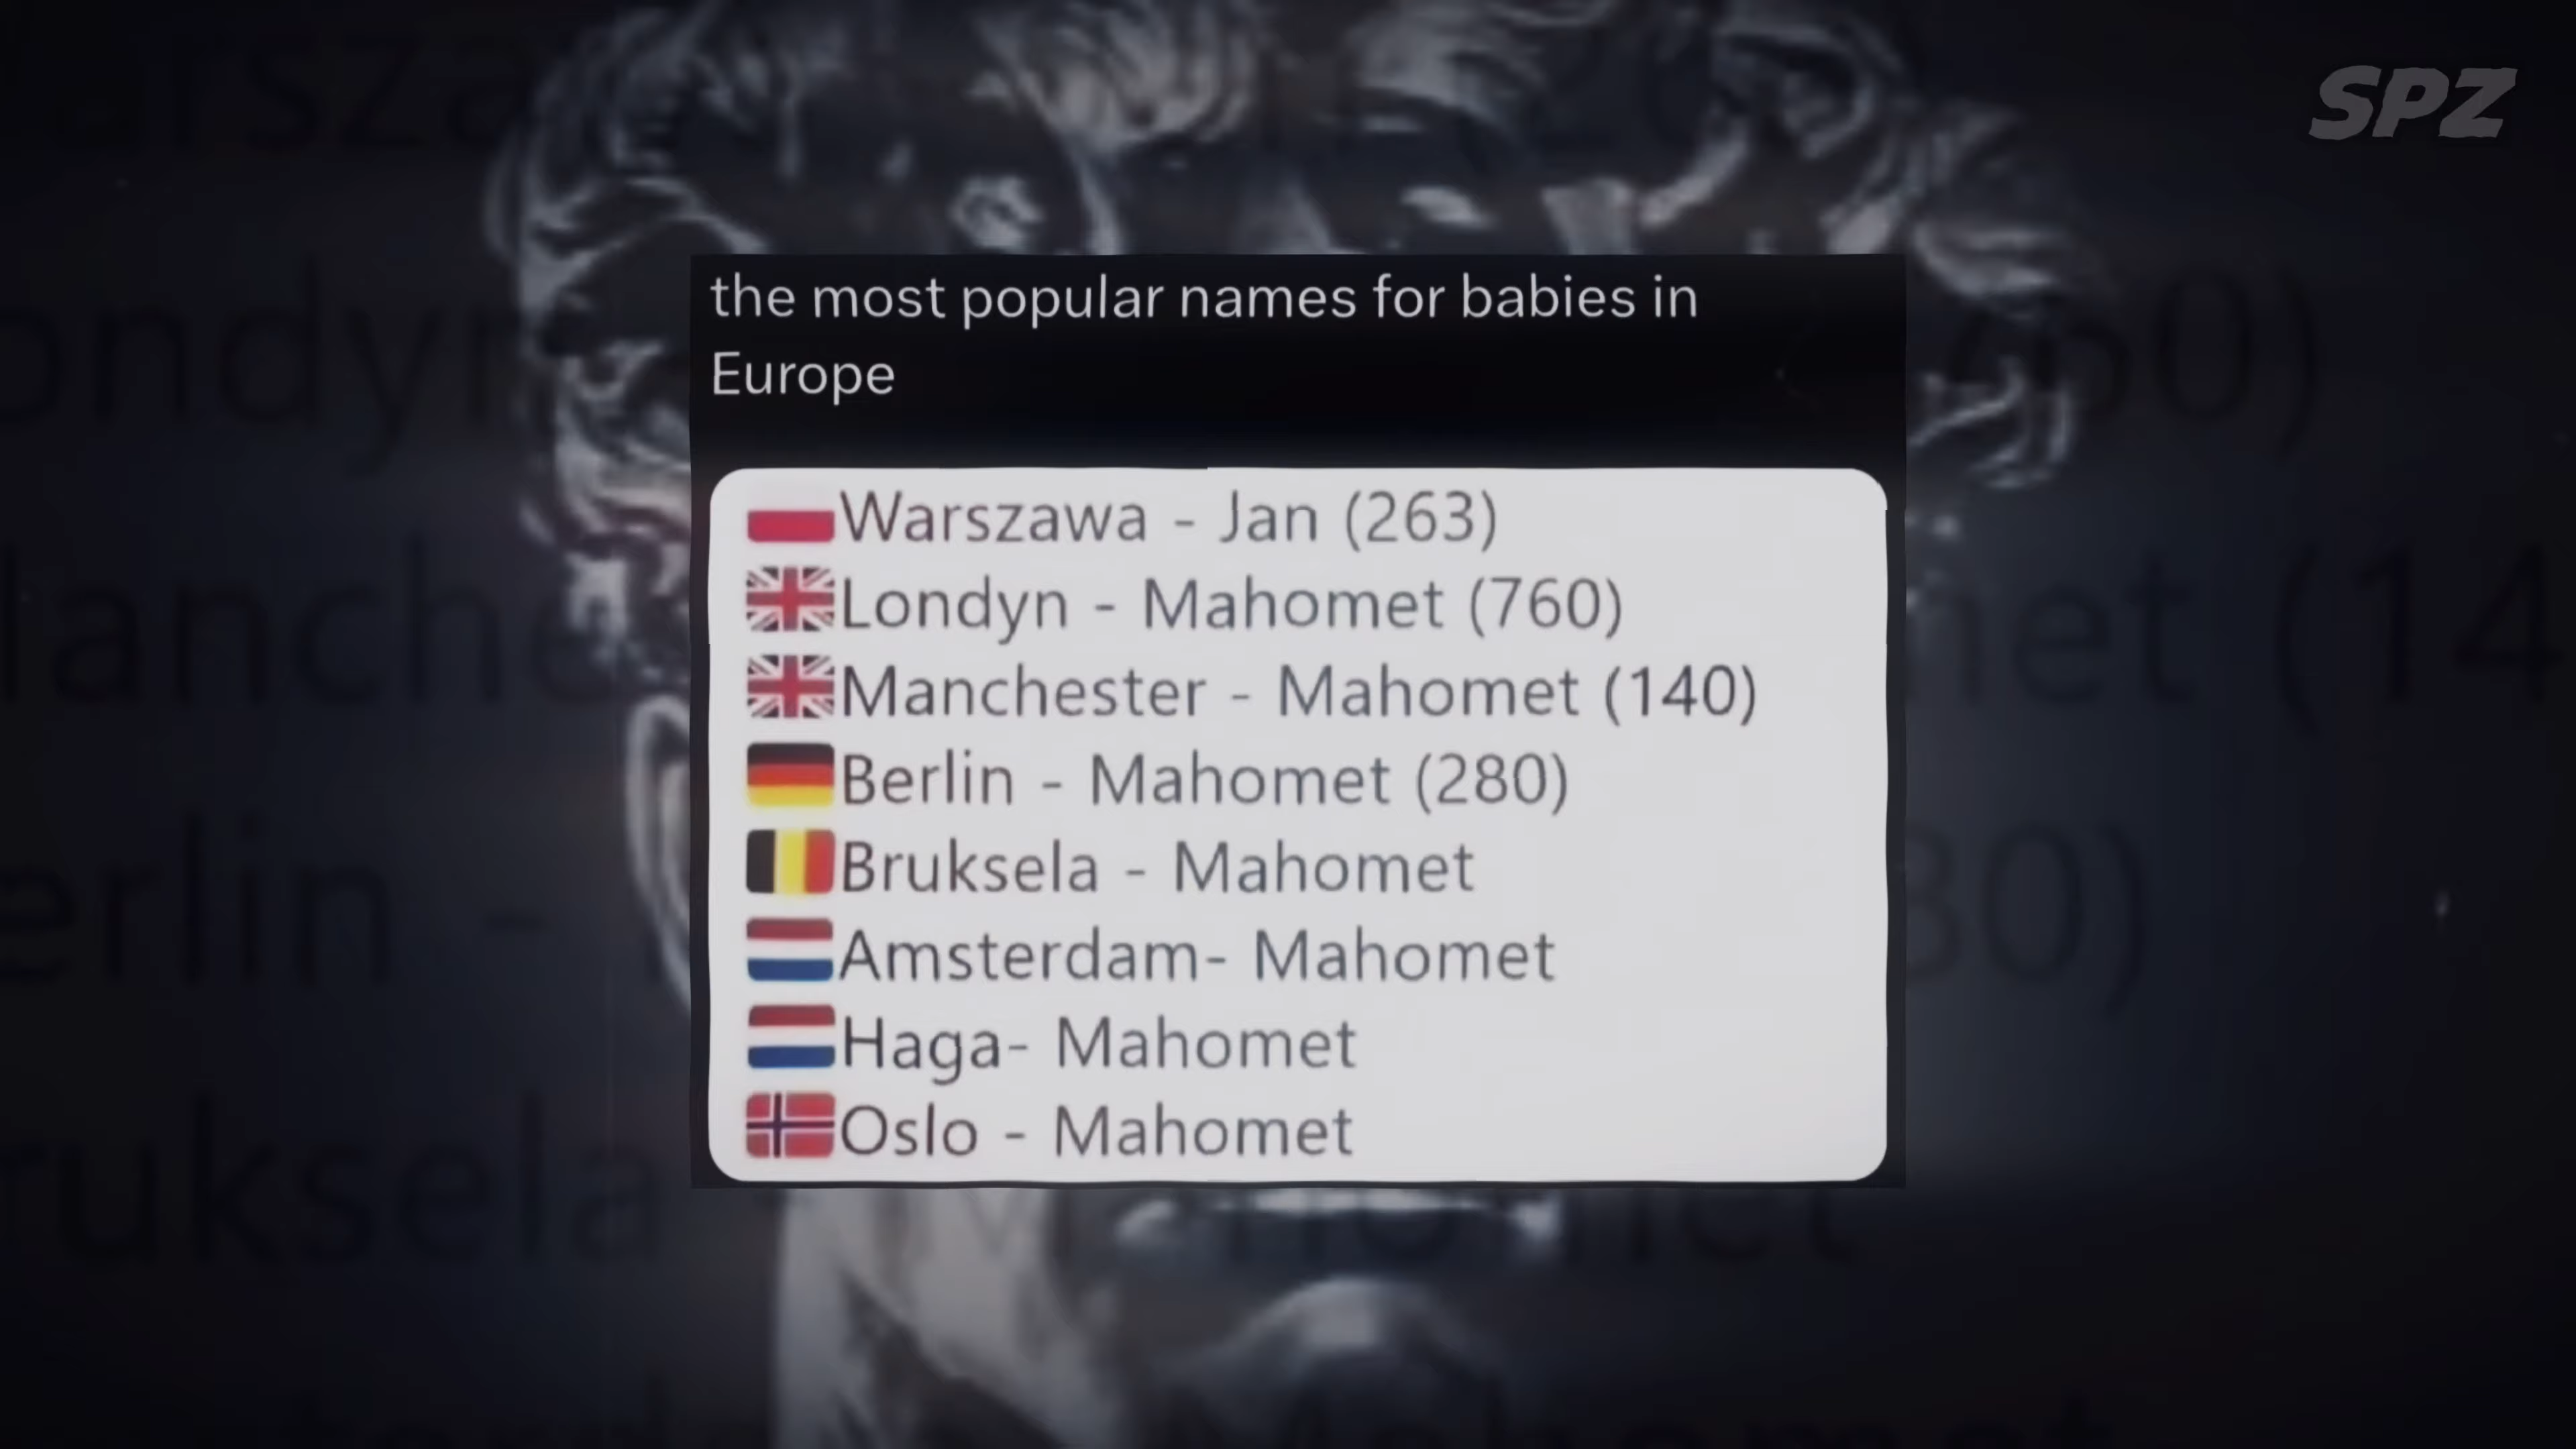 SPZ
the most popular names for babies in
Europe
Warszawa - Jan (263)
Londyn - Mahomet (760)
Manchester - Mahomet (140)
Berlin - Mahomet (280)
Bruksela - Mahomet
Amsterdam- Mahomet
Haga- Mahomet
Oslo - Mahomet